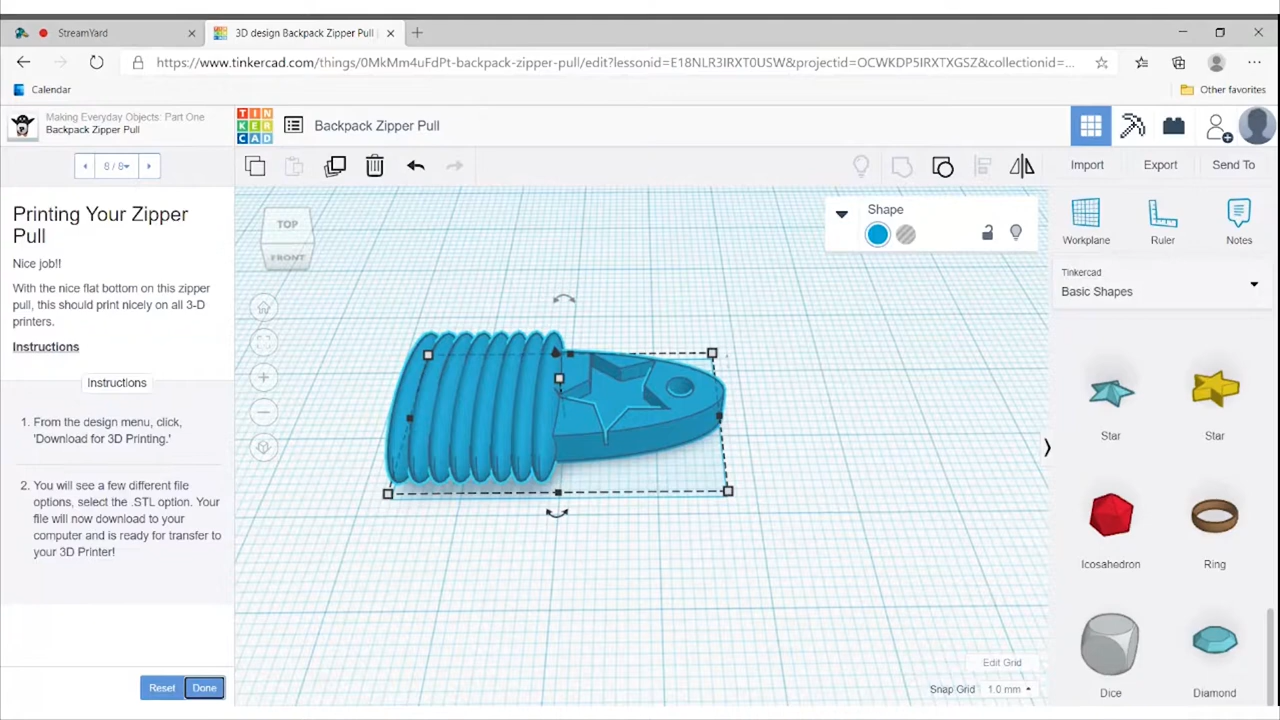 StreamYard
3D design Backpack Zipper Pull
https://www.tinkercad.com/things/0MkMm4uFdPt-backpack-zipper-pull/edit?lessonid=E18NLR3IRXT0USW&projectid=OCWKDP5IRXTXGSZ&collectionid=...
Calendar
Other favorites
Making Everyday Objects: Part One
Backpack Zipper Pull
TIN
KER
CAD
Backpack Zipper Pull
8 / 8
Import
Export
Send To
Printing Your Zipper
Pull
Nice job!!
With the nice flat bottom on this zipper
pull, this should print nicely on all 3-D
printers.
Instructions
Instructions
1. From the design menu, click,
'Download for 3D Printing.'
2. You will see a few different file
options, select the .STL option. Your
file will now download to your
computer and is ready for transfer to
your 3D Printer!
Reset
Done
TOP
FRONT
Shape
Workplane
Ruler
Notes
Tinkercad
Basic Shapes
Star
Star
Icosahedron
Ring
Dice
Diamond
Edit Grid
Snap Grid 1.0 mm